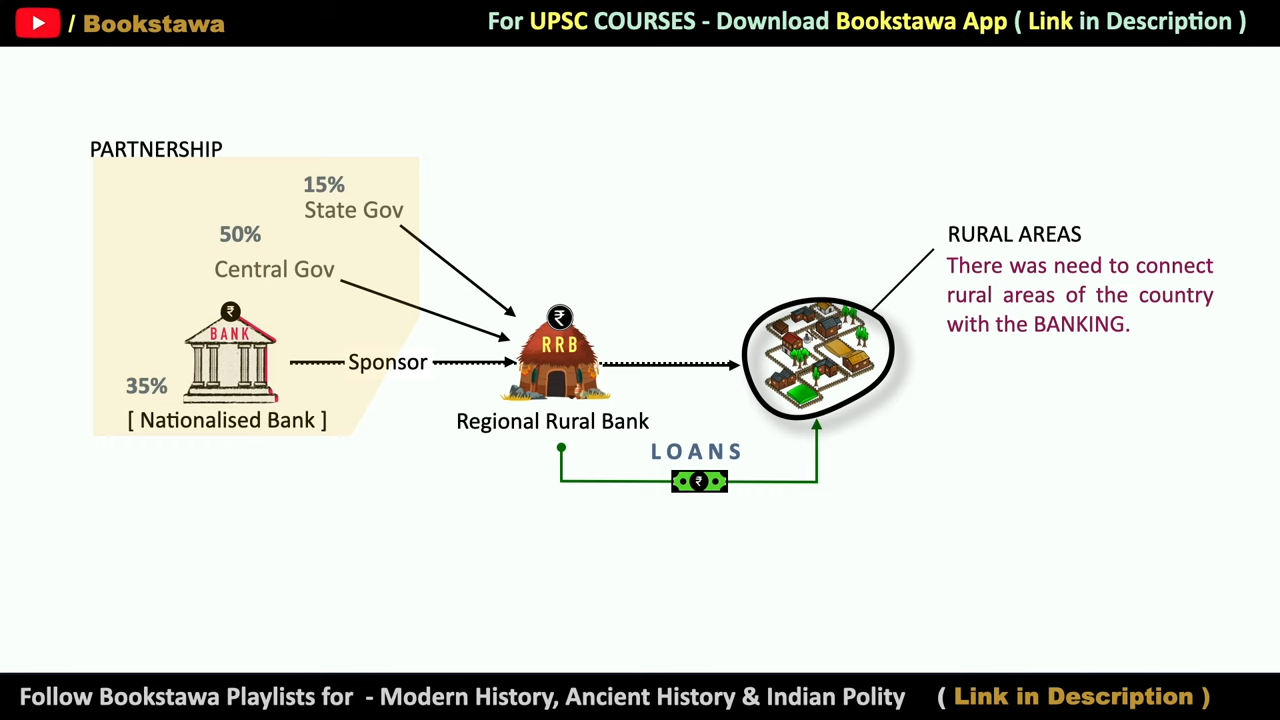 / Bookstawa
For UPSC COURSES - Download Bookstawa App ( Link in Description )
PARTNERSHIP
15%
State Gov
50%
Central Gov
BANK
35%
[ Nationalised Bank ]
Sponsor
RRB
Regional Rural Bank
LOANS
RURAL AREAS
There was need to connect
rural areas of the country
with the BANKING.
Follow Bookstawa Playlists for - Modern History, Ancient History & Indian Polity ( Link in Description )